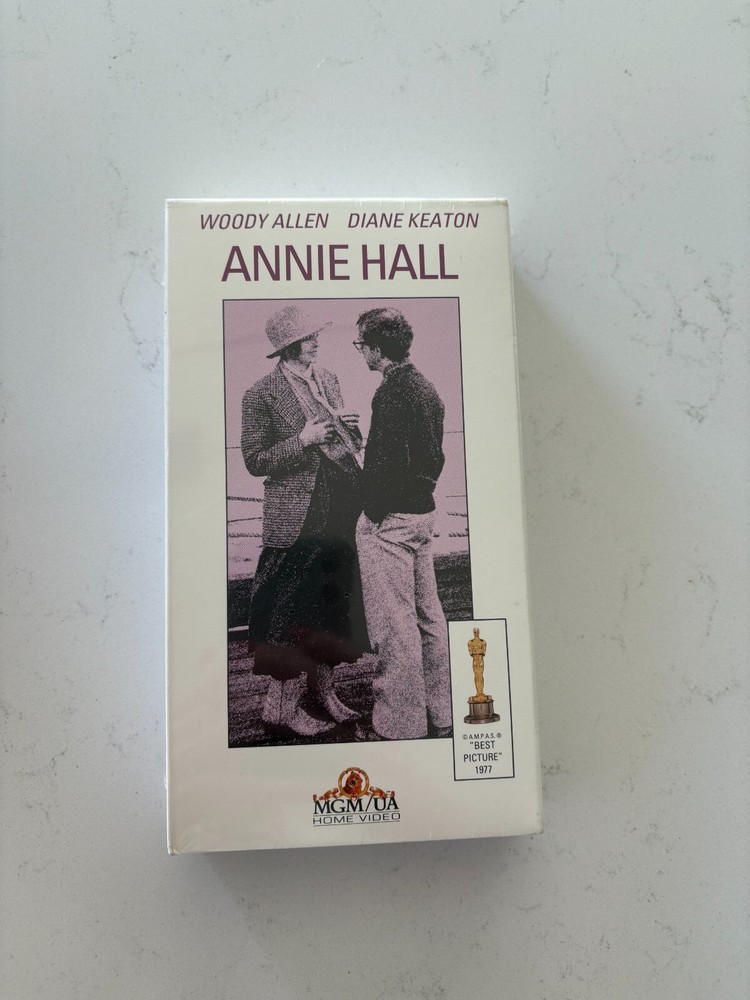 WOODY ALLEN DIANE KEATON
ANNIE HALL
© A.M.P.A.S. ®
"BEST
PICTURE"
1977
MGM/UA
HOME VIDEO